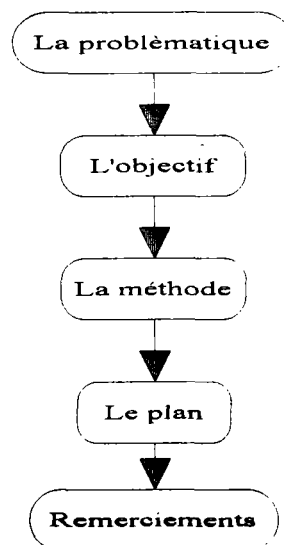 La problèmatique
L'objectif
La méthode
Le plan
Remerciements